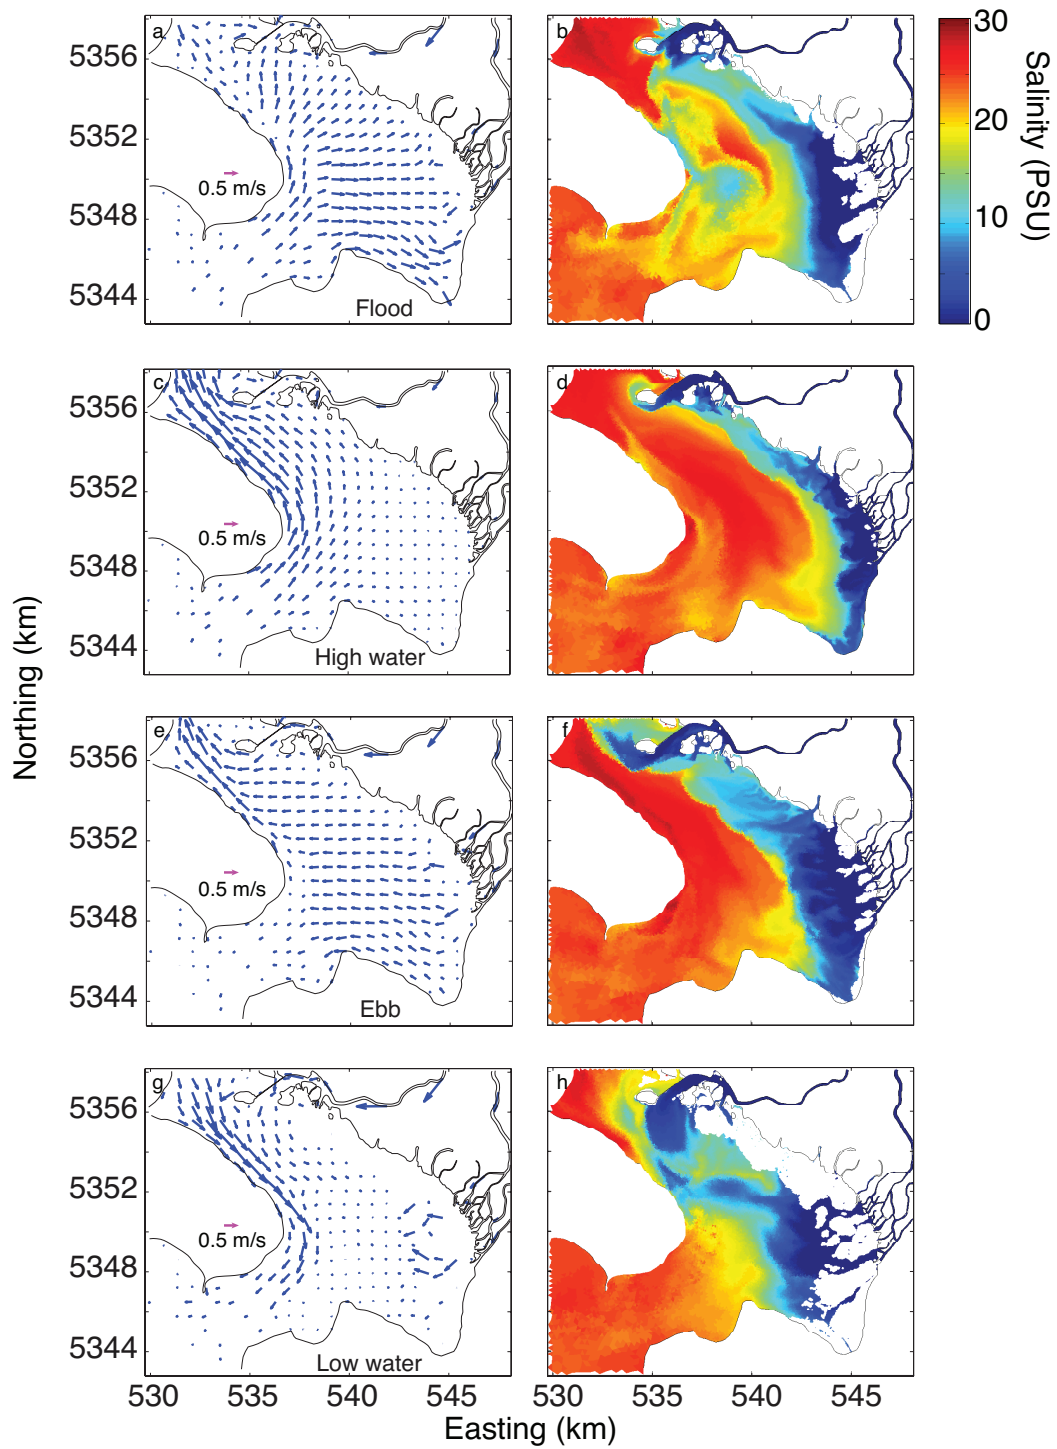 a
5356
5352
5348
5344
0.5 m/s
Flood
b
30
20
10
0
Salinity (PSU)
c
5356
5352
5348
5344
0.5 m/s
High water
d
Northing (km)
e
5356
5352
5348
5344
0.5 m/s
Ebb
f
g
5356
5352
5348
5344
0.5 m/s
Low water
h
530 535 540 545 530 535 540 545
Easting (km)